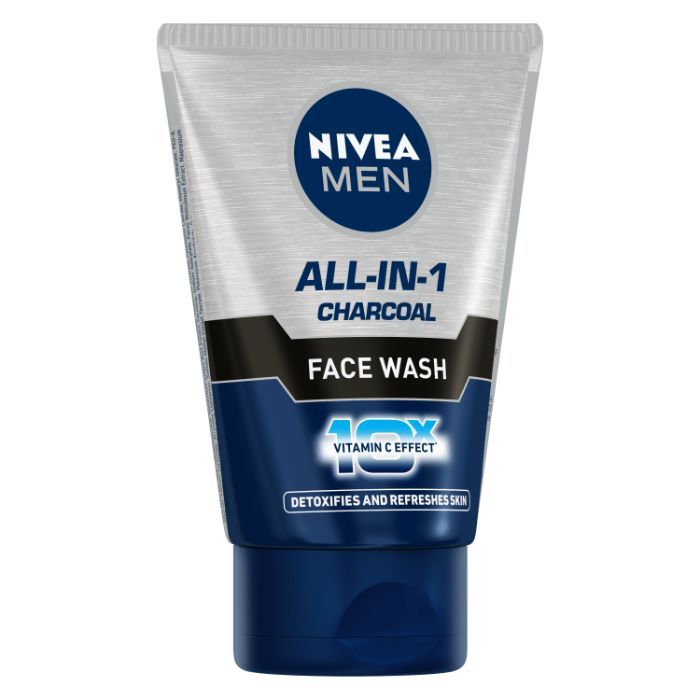 NIVEA
MEN
ALL-IN-1
CHARCOAL
FACE WASH
10X
VITAMIN C EFFECT*
DETOXIFIES AND REFRESHES SKIN